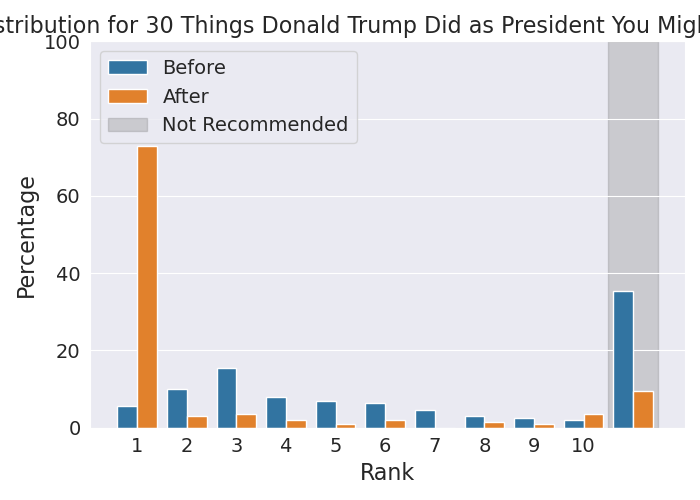 stribution for 30 Things Donald Trump Did as President You Migh
100
80
60
40
20
0
Percentage
Before
After
Not Recommended
1 2 3 4 5 6 7 8 9 10
Rank